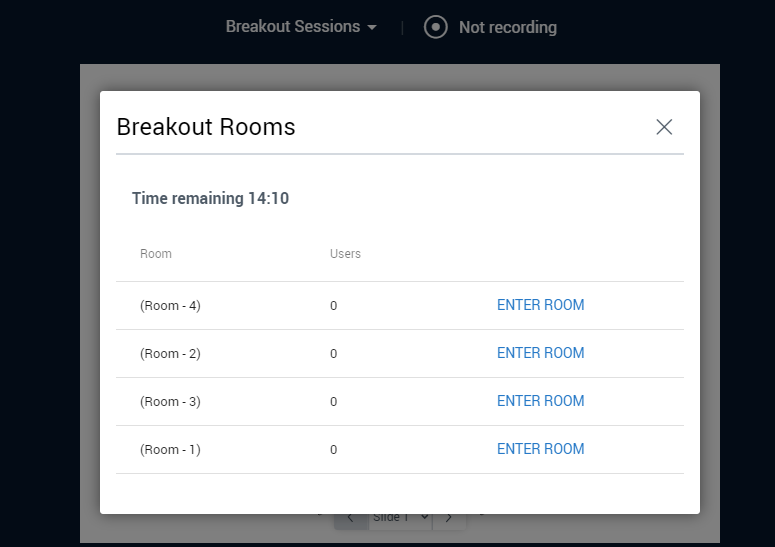 Breakout Sessions | Not recording
Breakout Rooms
Time remaining 14:10
Room Users
(Room - 4) 0 ENTER ROOM
(Room - 2) 0 ENTER ROOM
(Room - 3) 0 ENTER ROOM
(Room - 1) 0 ENTER ROOM
Slide 1